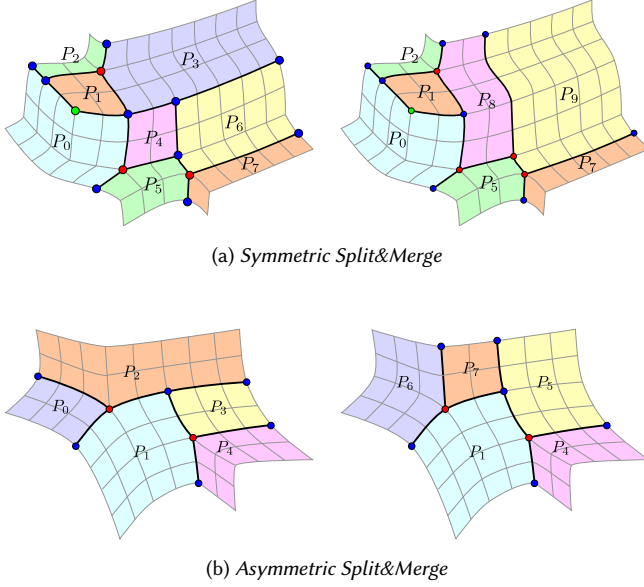 P2
P3
P1
P0
P4
P6
P5
P7
P2
P1
P8
P9
P0
P5
P7
(a) Symmetric Split&Merge
P2
P0
P3
P1
P4
P6
P7
P5
P1
P4
(b) Asymmetric Split&Merge